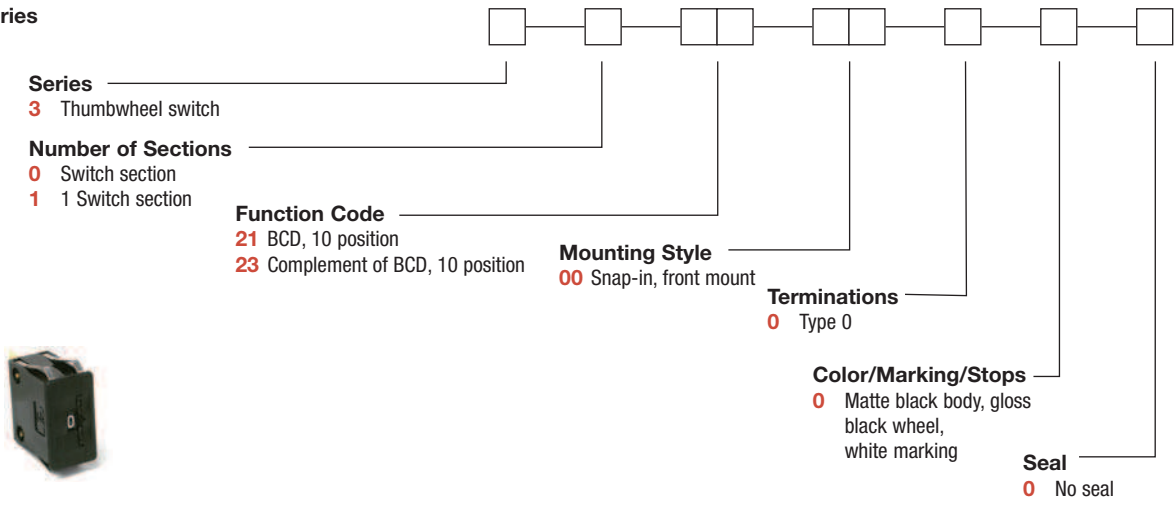 ries
Series
3 Thumbwheel switch
Number of Sections
0 Switch section
1 1 Switch section
Function Code
21 BCD, 10 position
23 Complement of BCD, 10 position
Mounting Style
00 Snap-in, front mount
Terminations
0 Type 0
Color/Marking/Stops
0 Matte black body, gloss
black wheel,
white marking
Seal
0 No seal
0